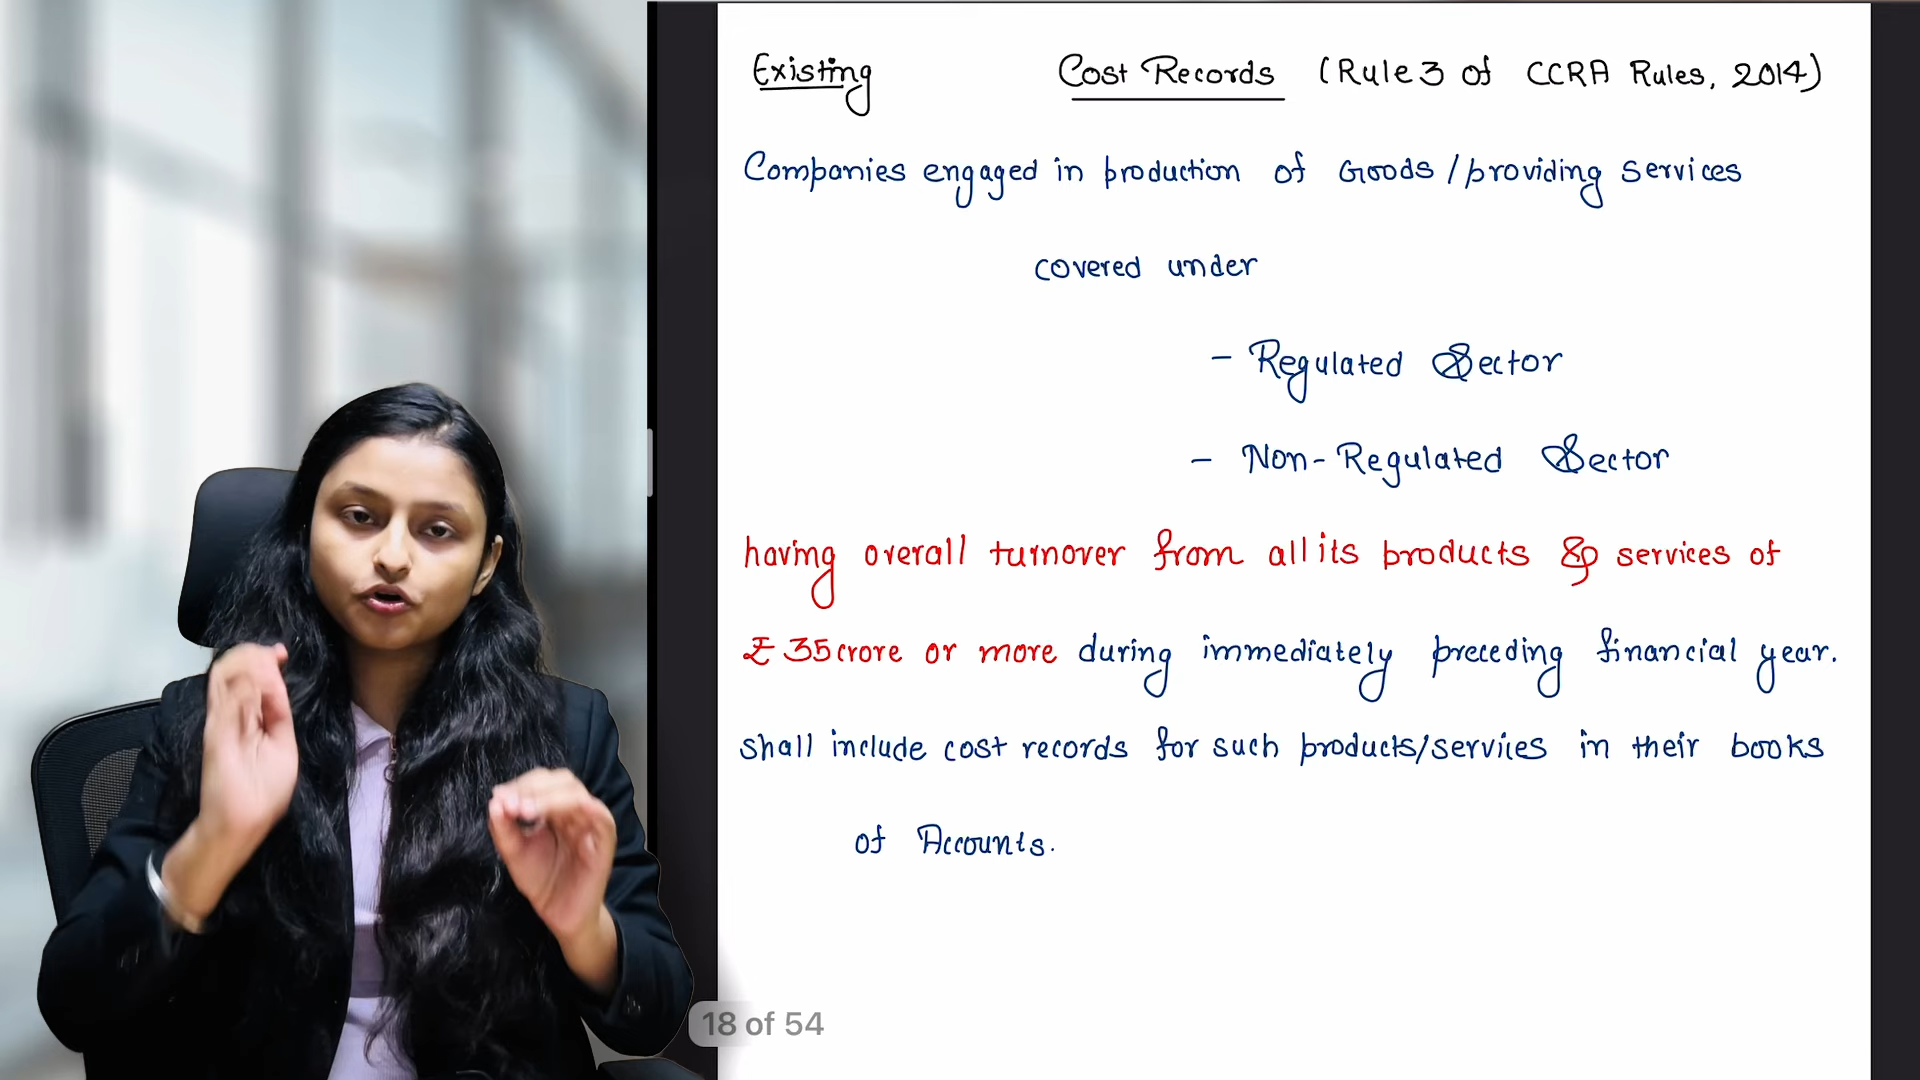 Existing Cost Records (Rule 3 of CCRA Rules, 2014)
Companies engaged in production of Goods / providing services
covered under
- Regulated Sector
- Non-Regulated Sector
having overall turnover from all its products & services of
₹ 35 crore or more during immediately preceding financial year.
shall include cost records for such products/services in their books
of Accounts.
18 of 54